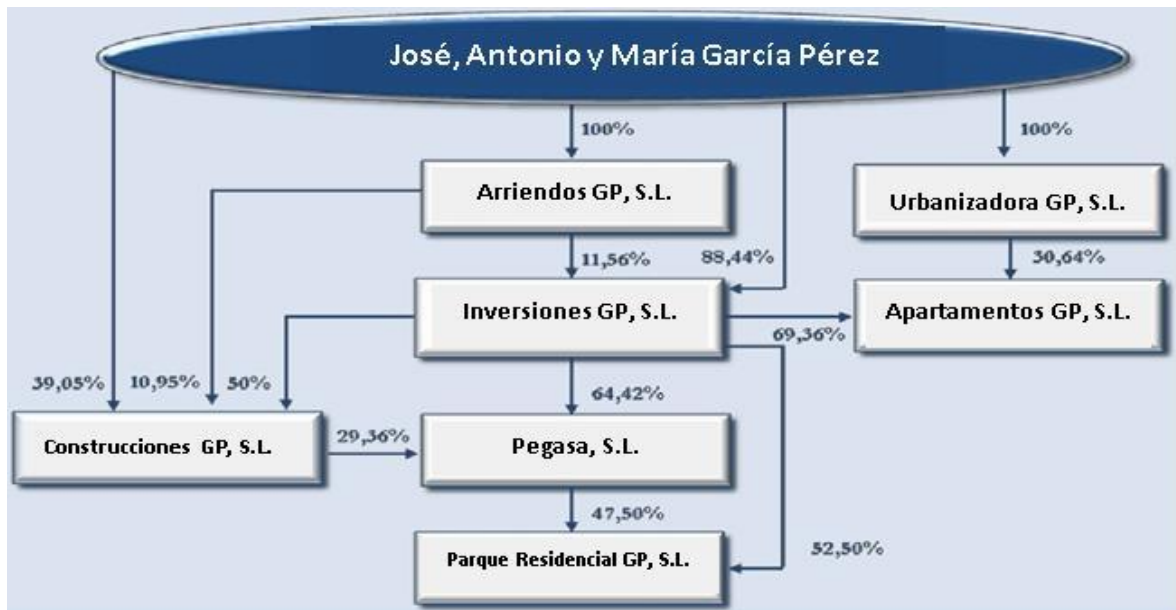 José, Antonio y María García Pérez
100%
100%
Arriendos GP, S.L.
Urbanizadora GP, S.L.
11,56%
88,44%
30,64%
Inversiones GP, S.L.
Apartamentos GP, S.L.
69,36%
39,05%
10,95%
50%
64,42%
Construcciones GP, S.L.
29,36%
Pegasa, S.L.
47,50%
Parque Residencial GP, S.L.
52,50%